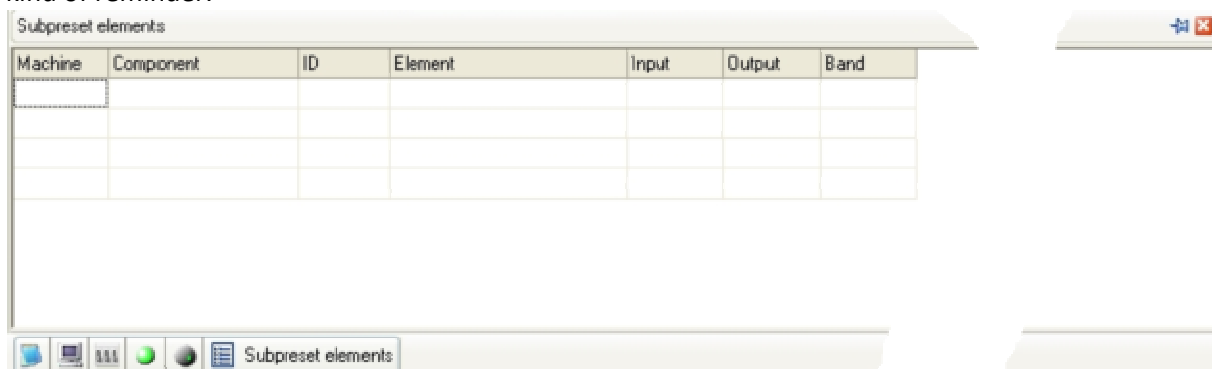 kind of reminder.
Subpreset elements
Machine Component ID Element Input Output Band
Subpreset elements